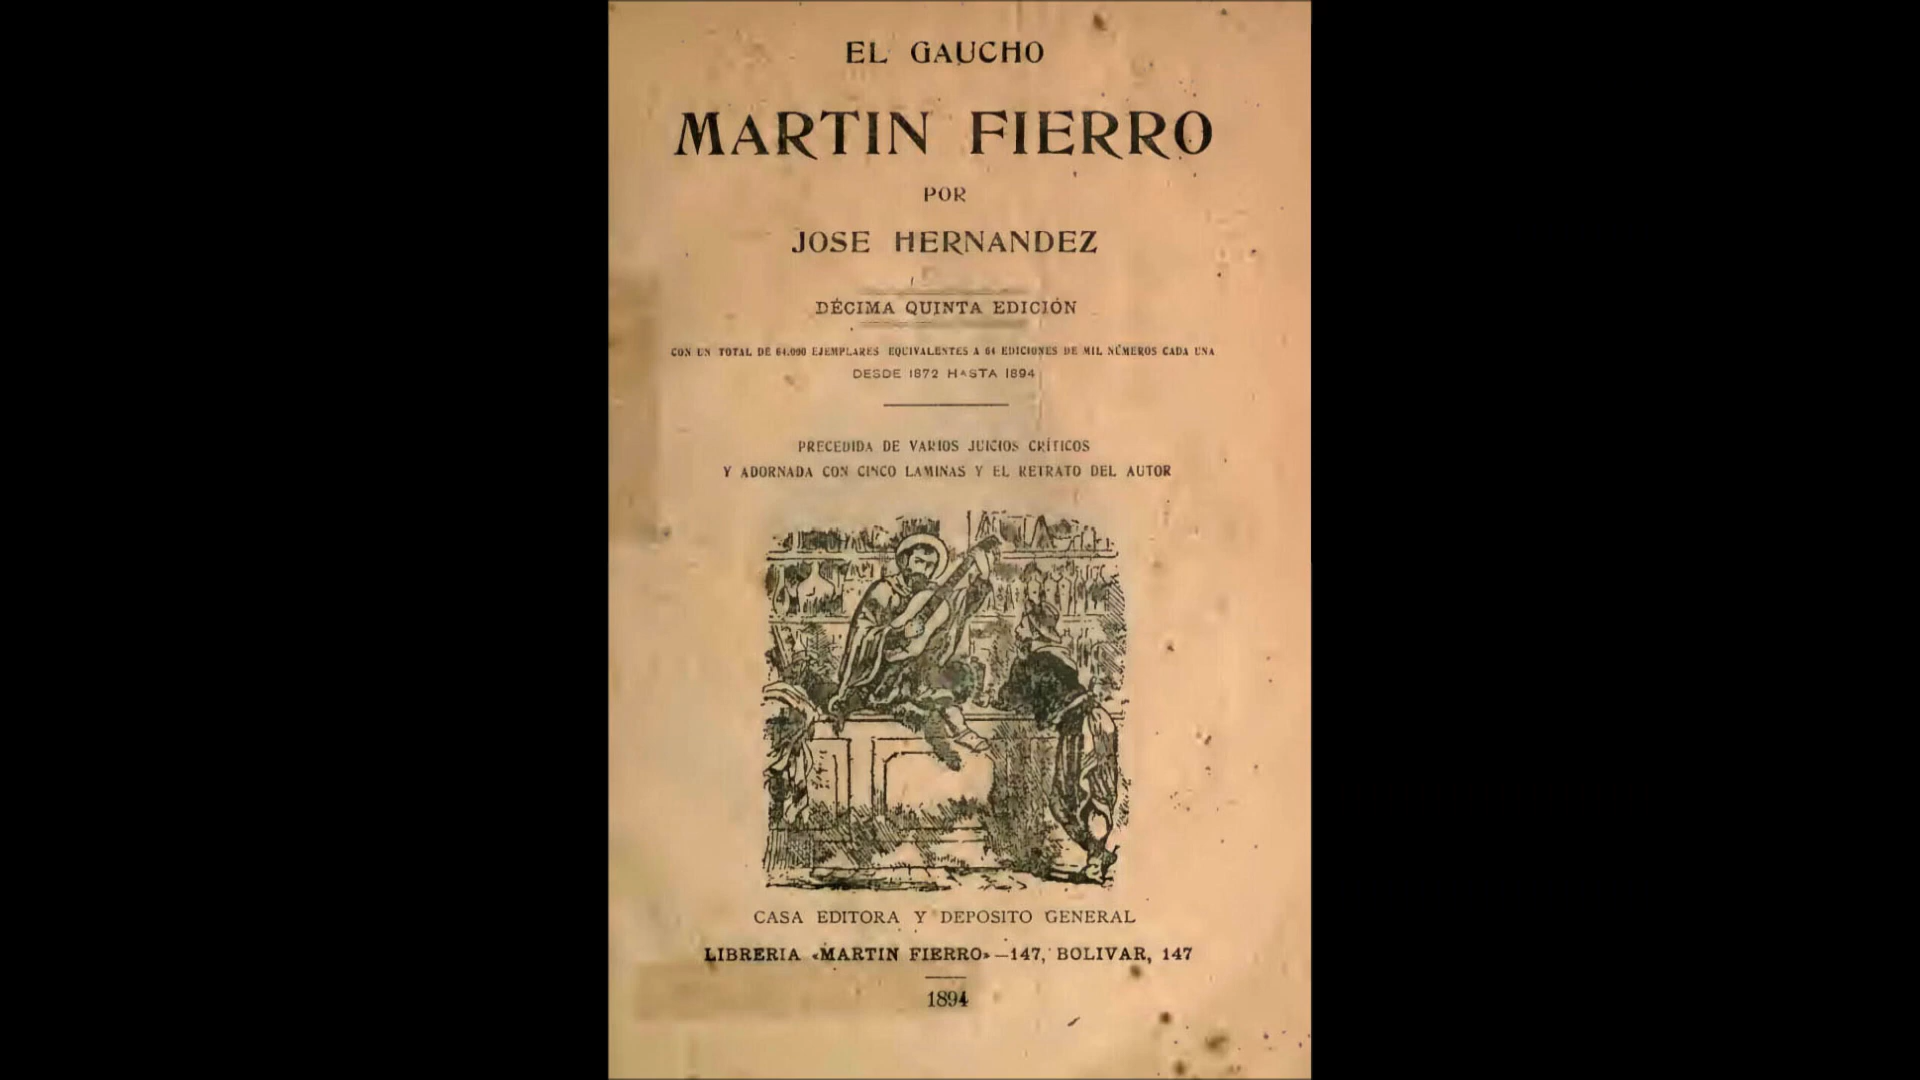 EL GAUCHO
MARTIN FIERRO
POR
JOSE HERNANDEZ
DÉCIMA QUINTA EDICIÓN
CON UN TOTAL DE 64.000 EJEMPLARES EQUIVALENTES A 64 EDICIONES DE MIL NÚMEROS CADA UNA
DESDE 1872 HASTA 1894
PRECEDIDA DE VARIOS JUICIOS CRÍTICOS
Y ADORNADA CON CINCO LAMINAS Y EL RETRATO DEL AUTOR
CASA EDITORA Y DEPOSITO GENERAL
LIBRERIA «MARTIN FIERRO»—147, BOLIVAR, 147
1894